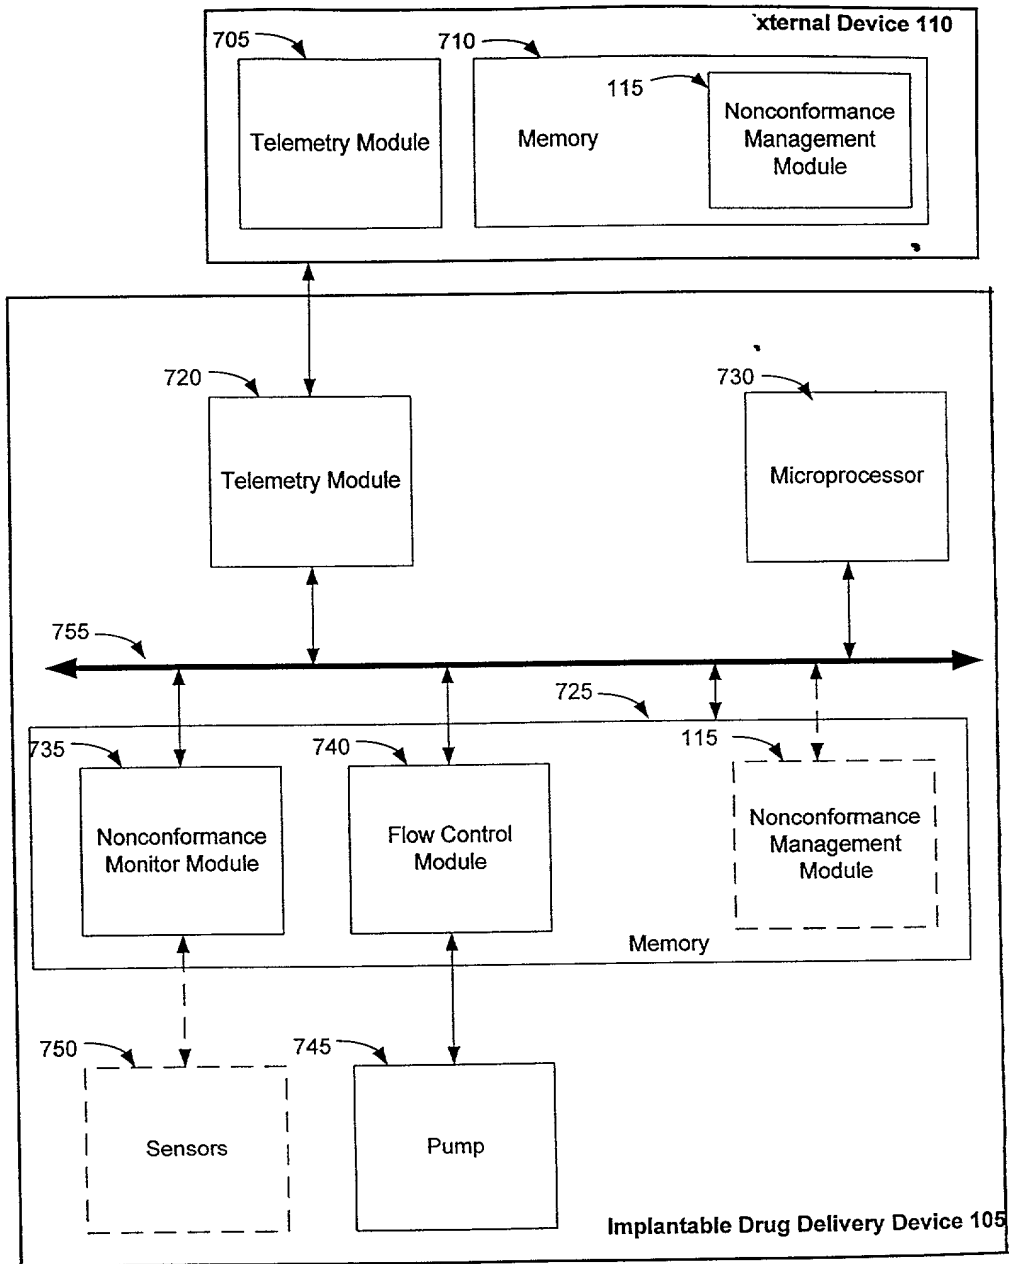 xternal Device 110
705
710
115
Telemetry Module
Memory
Nonconformance
Management
Module
720
730
Telemetry Module
Microprocessor
755
725
735
740
115
Nonconformance
Monitor Module
Flow Control
Module
Nonconformance
Management
Module
Memory
750
745
Sensors
Pump
Implantable Drug Delivery Device 105